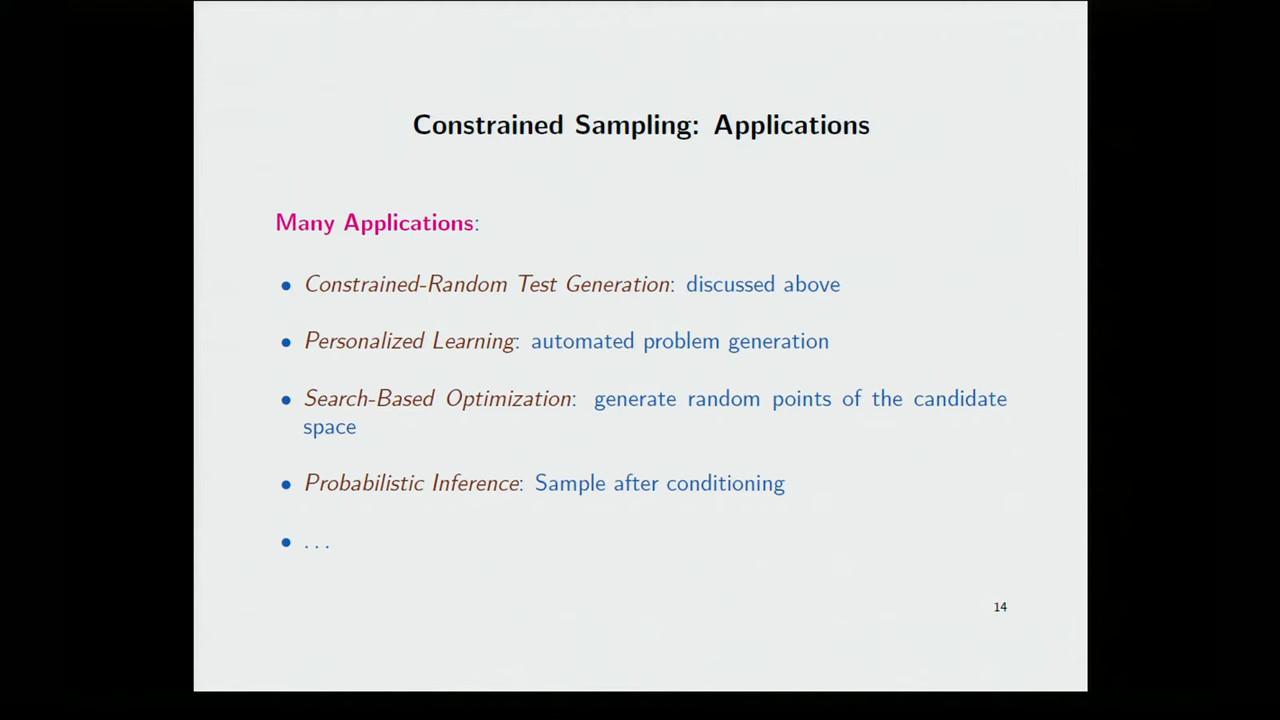 Constrained Sampling: Applications
Many Applications:
• Constrained-Random Test Generation: discussed above
• Personalized Learning: automated problem generation
• Search-Based Optimization: generate random points of the candidate
space
• Probabilistic Inference: Sample after conditioning
• ...
14